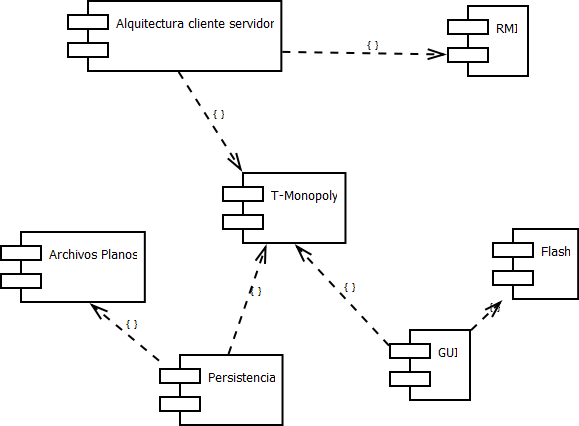 Alquitectura cliente servidor
RMI
{ }
{ }
T-Monopoly
Archivos Planos
Flash
{ }
{ }
{ }
{ }
GUI
Persistencia